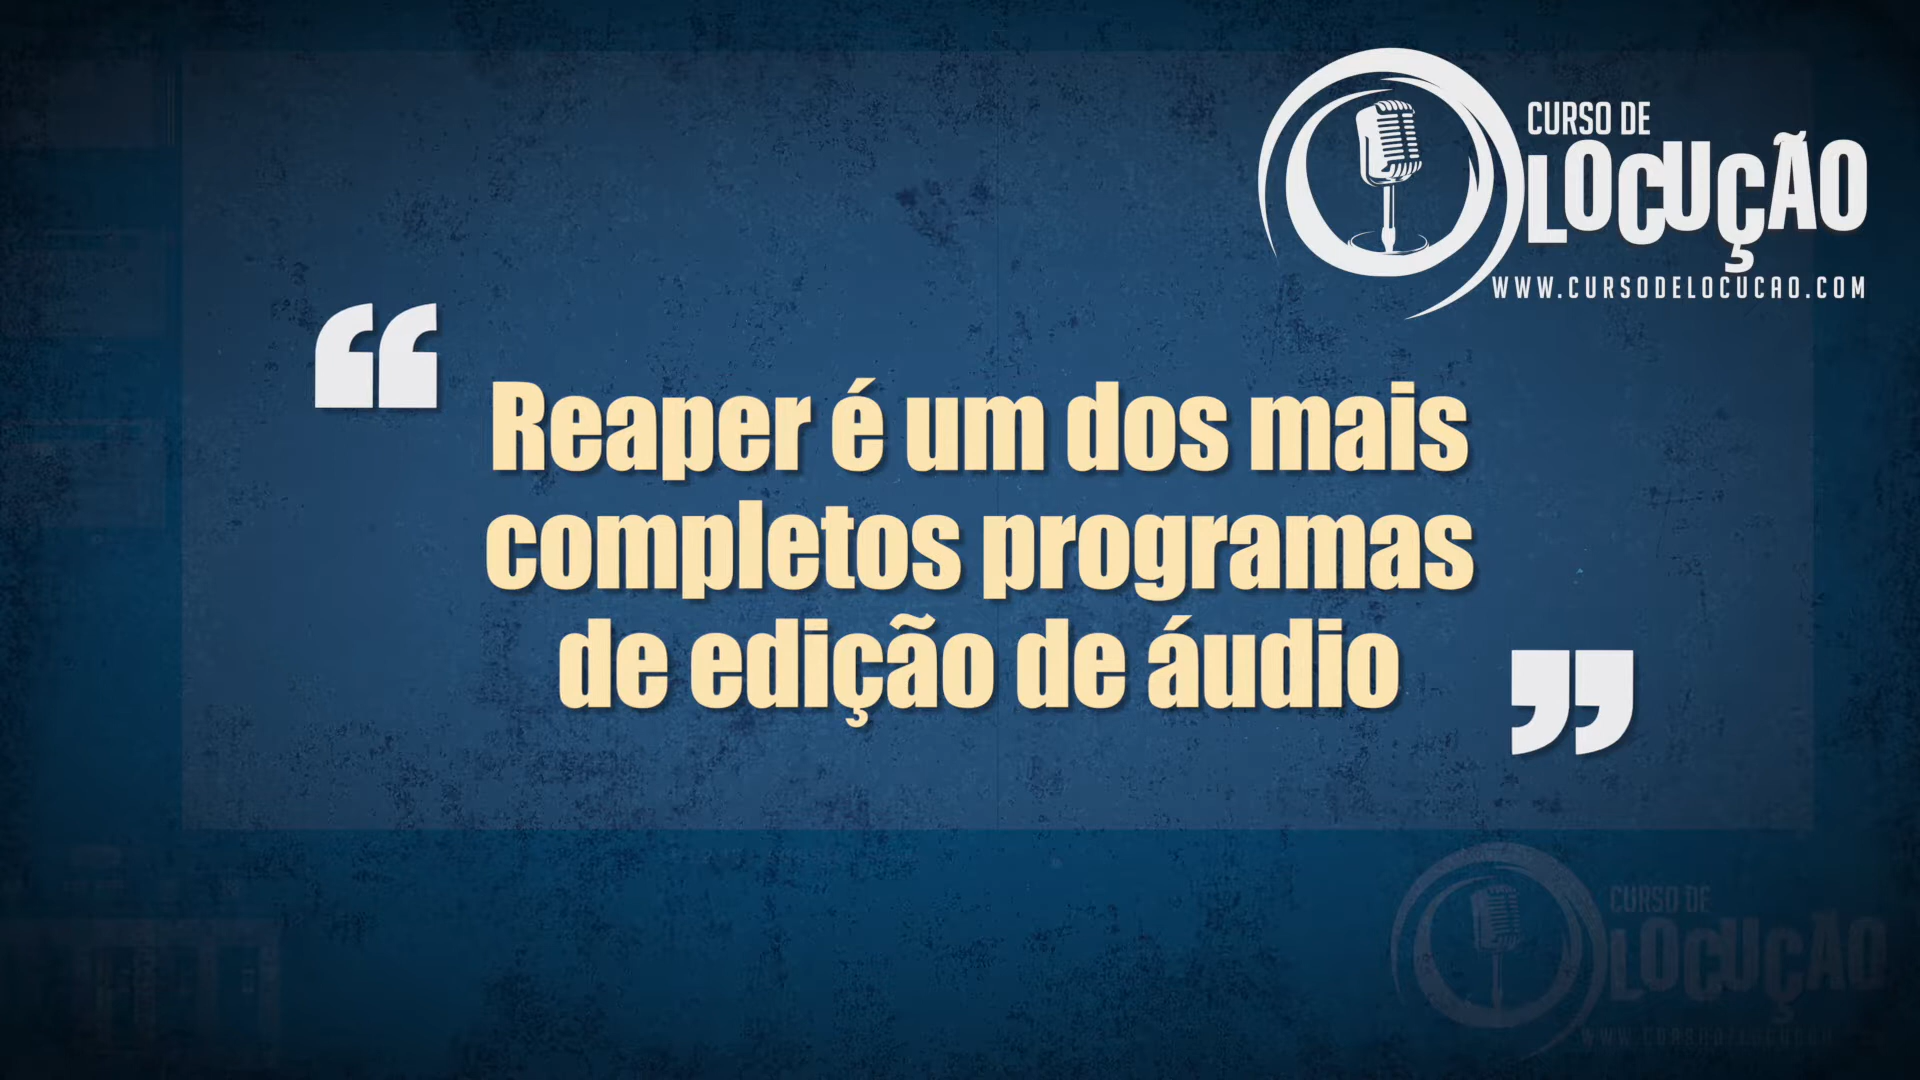 CURSO DE
LOCUÇÃO
WWW.CURSODELOCUCAO.COM
“
Reaper é um dos mais
completos programas
de edição de áudio
”
CURSO DE
LOCUÇÃO